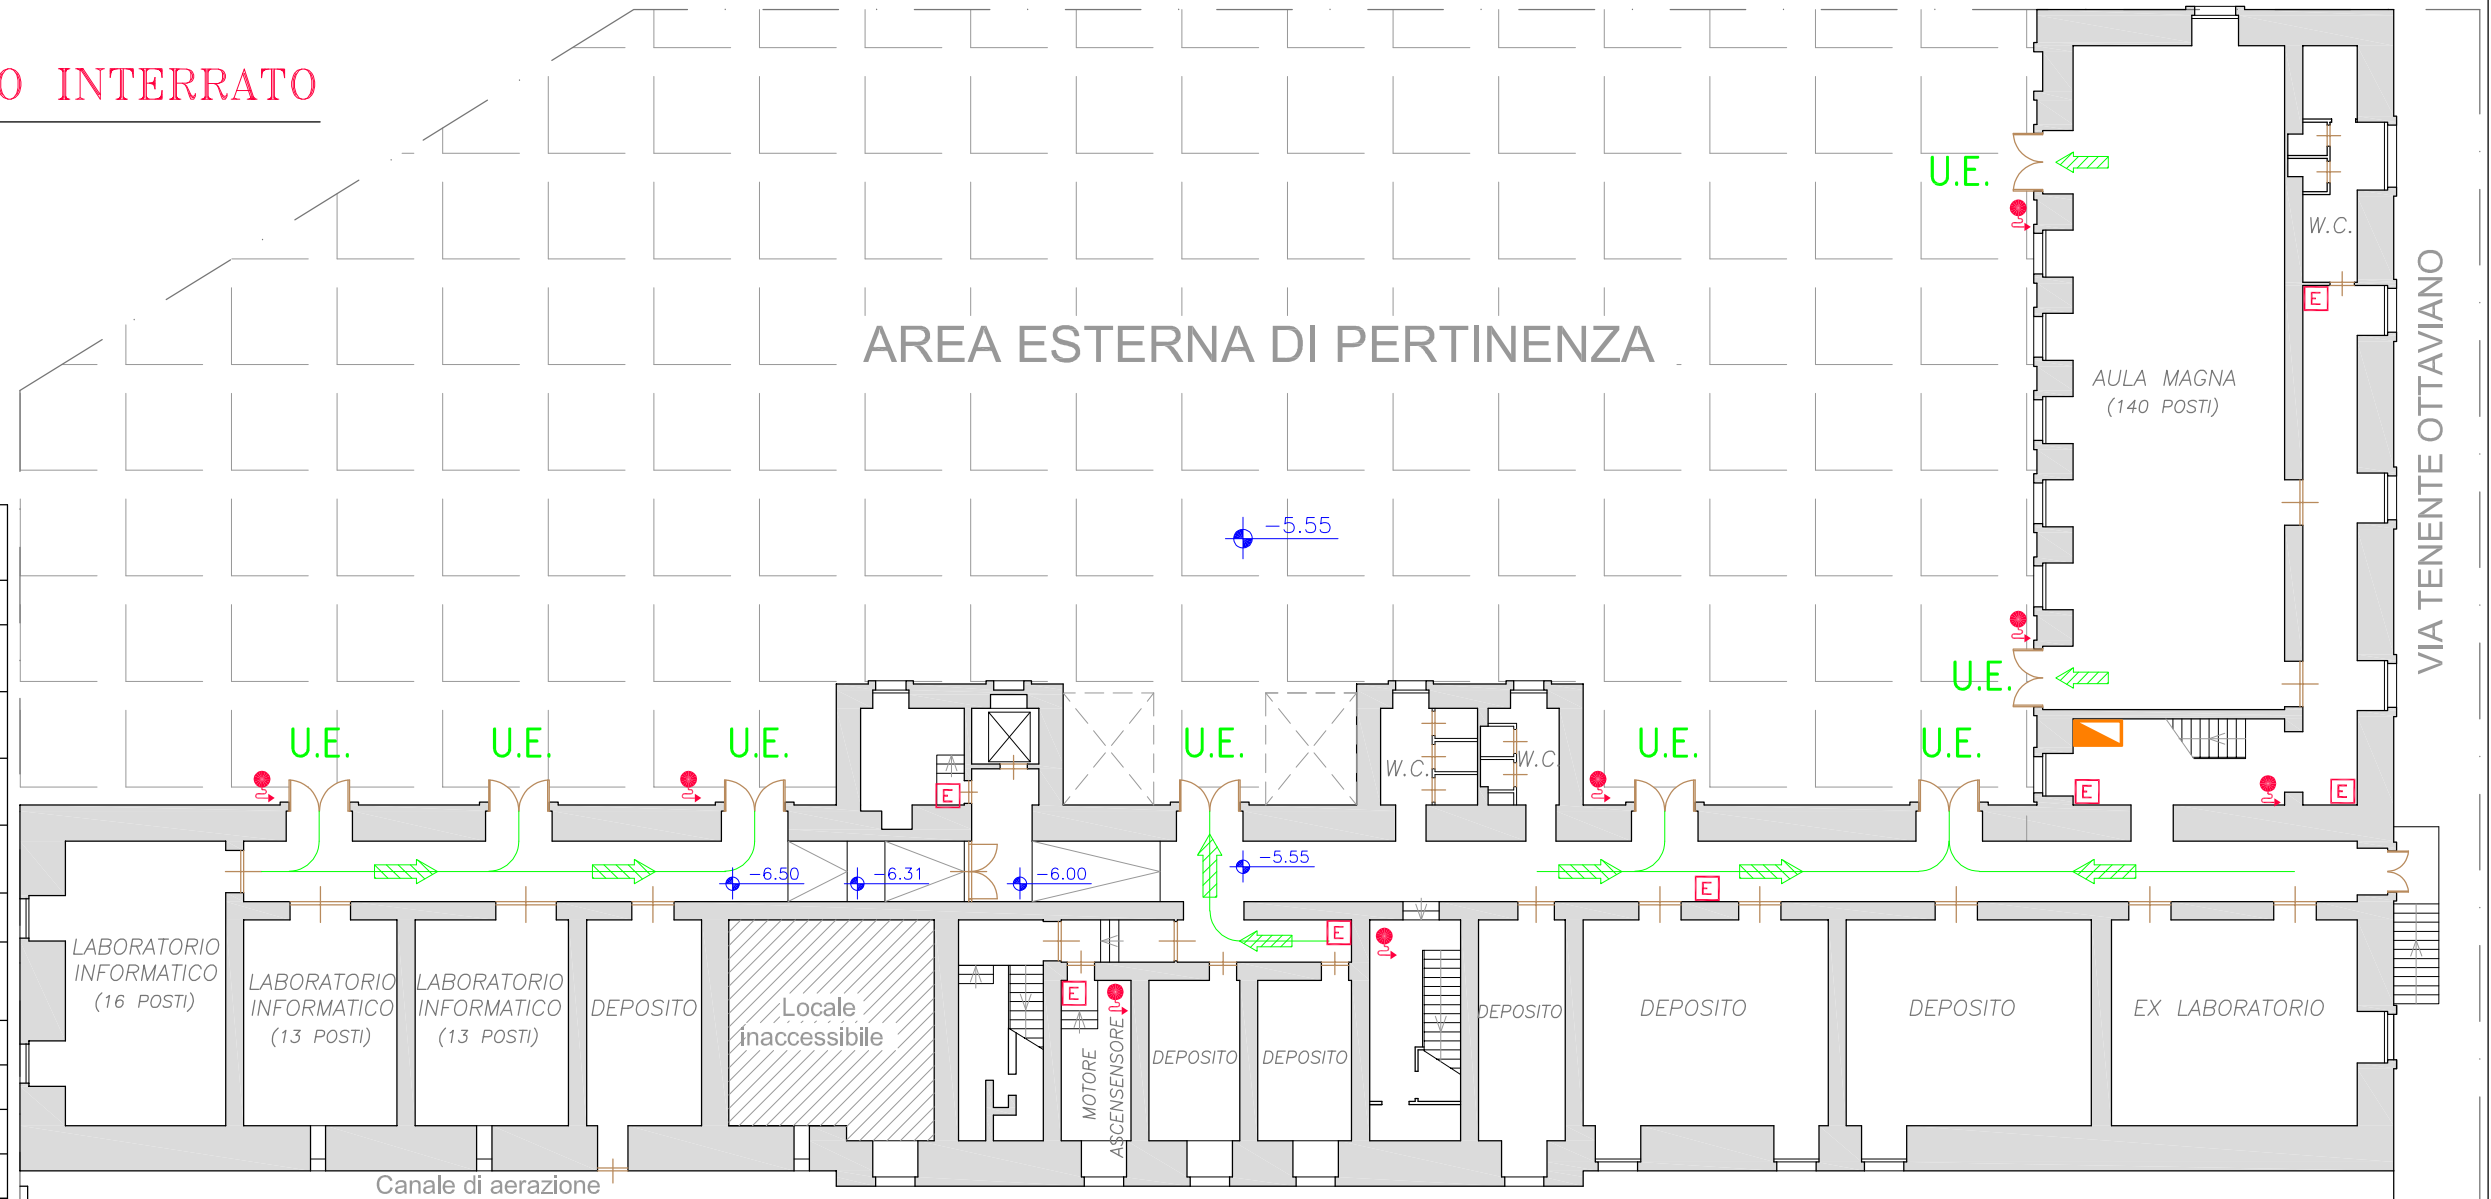 O INTERRATO
U.E.
W.C.
E
AREA ESTERNA DI PERTINENZA
VIA TENENTE OTTAVIANO
AULA MAGNA
(140 POSTI)
-5.55
U.E.
U.E.
U.E.
U.E.
U.E.
U.E.
U.E.
W.C.
W.C.
E
E
E
-6.50
-6.31
-6.00
-5.55
E
E
LABORATORIO
INFORMATICO
(16 POSTI)
LABORATORIO
INFORMATICO
(13 POSTI)
LABORATORIO
INFORMATICO
(13 POSTI)
DEPOSITO
Locale
inaccessibile
E
MOTORE
ASCENSENSORE
DEPOSITO
DEPOSITO
DEPOSITO
DEPOSITO
DEPOSITO
EX LABORATORIO
Canale di aerazione